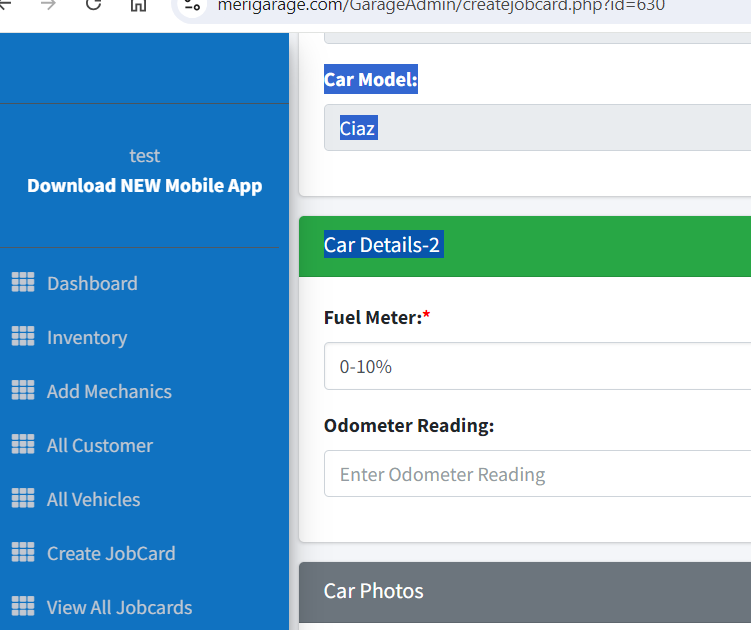 merigarage.com/GarageAdmin/createjobcard.php?id=630
test
Download NEW Mobile App
Dashboard
Inventory
Add Mechanics
All Customer
All Vehicles
Create JobCard
View All Jobcards
Car Model:
Ciaz
Car Details-2
Fuel Meter:*
0-10%
Odometer Reading:
Enter Odometer Reading
Car Photos